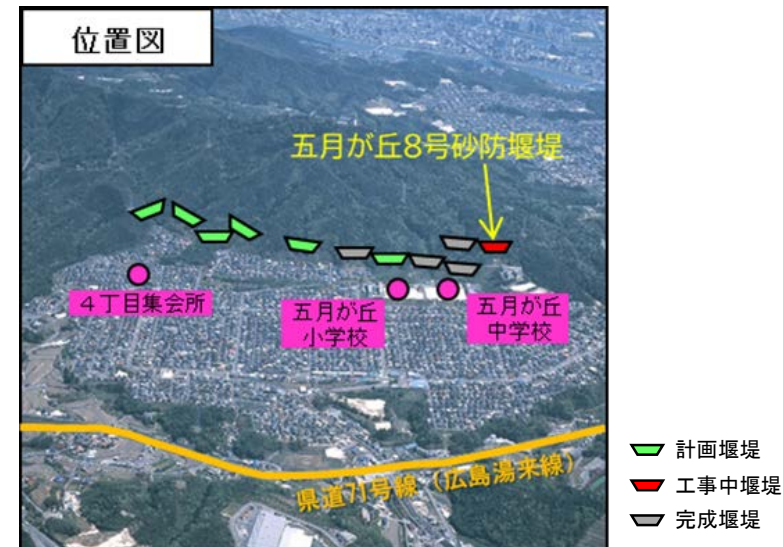 位置図
五月が丘8号砂防堰堤
４丁目集会所
五月が丘
小学校
五月が丘
中学校
県道71号線（広島湯来線）
計画堰堤
工事中堰堤
完成堰堤